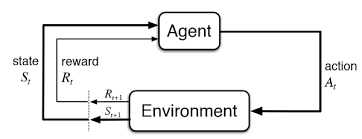 Agent
state
S_t
reward
R_t
action
A_t
R_{t+1}
S_{t+1}
Environment